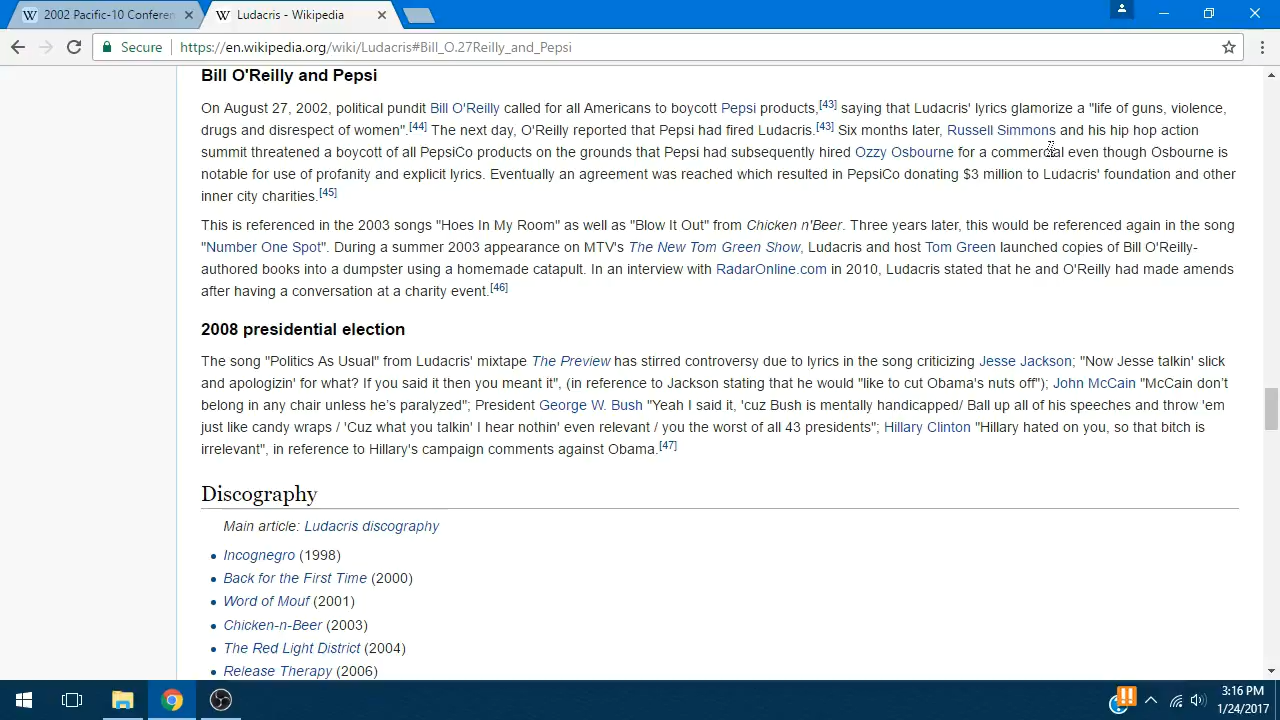 2002 Pacific-10 Conferen
Ludacris - Wikipedia
Secure https://en.wikipedia.org/wiki/Ludacris#Bill_O.27Reilly_and_Pepsi
Bill O'Reilly and Pepsi
On August 27, 2002, political pundit Bill O'Reilly called for all Americans to boycott Pepsi products,[43] saying that Ludacris' lyrics glamorize a "life of guns, violence,
drugs and disrespect of women".[44] The next day, O'Reilly reported that Pepsi had fired Ludacris.[43] Six months later, Russell Simmons and his hip hop action
summit threatened a boycott of all PepsiCo products on the grounds that Pepsi had subsequently hired Ozzy Osbourne for a commercial even though Osbourne is
notable for use of profanity and explicit lyrics. Eventually an agreement was reached which resulted in PepsiCo donating $3 million to Ludacris' foundation and other
inner city charities.[45]
This is referenced in the 2003 songs "Hoes In My Room" as well as "Blow It Out" from Chicken n'Beer. Three years later, this would be referenced again in the song
"Number One Spot". During a summer 2003 appearance on MTV's The New Tom Green Show, Ludacris and host Tom Green launched copies of Bill O'Reilly-
authored books into a dumpster using a homemade catapult. In an interview with RadarOnline.com in 2010, Ludacris stated that he and O'Reilly had made amends
after having a conversation at a charity event.[46]
2008 presidential election
The song "Politics As Usual" from Ludacris' mixtape The Preview has stirred controversy due to lyrics in the song criticizing Jesse Jackson; "Now Jesse talkin' slick
and apologizin' for what? If you said it then you meant it", (in reference to Jackson stating that he would "like to cut Obama's nuts off"); John McCain "McCain don't
belong in any chair unless he's paralyzed"; President George W. Bush "Yeah I said it, 'cuz Bush is mentally handicapped/ Ball up all of his speeches and throw 'em
just like candy wraps / 'Cuz what you talkin' I hear nothin' even relevant / you the worst of all 43 presidents"; Hillary Clinton "Hillary hated on you, so that bitch is
irrelevant", in reference to Hillary's campaign comments against Obama.[47]
Discography
Main article: Ludacris discography
Incognegro (1998)
Back for the First Time (2000)
Word of Mouf (2001)
Chicken-n-Beer (2003)
The Red Light District (2004)
Release Therapy (2006)
3:16 PM
1/24/2017